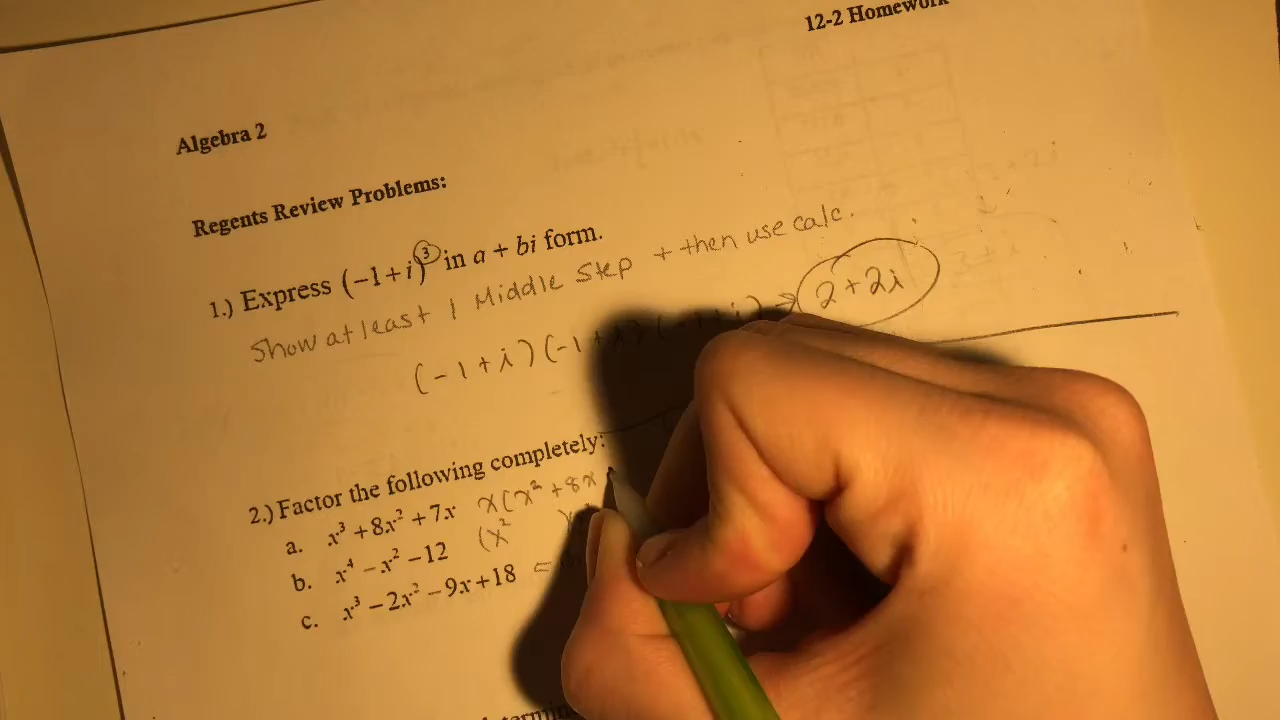 12-2 Homework
Algebra 2
Regents Review Problems:
1.) Express (-1+i)³ in a + bi form.
Show at least 1 Middle Step + then use calc.
(-1+i)(-1+i)(-1+i) → 2+2i
2.) Factor the following completely:
a. x³ + 8x² + 7x x(x² + 8x
b. x⁴ - x² - 12 (x² )(
c. x³ - 2x² - 9x + 18 =